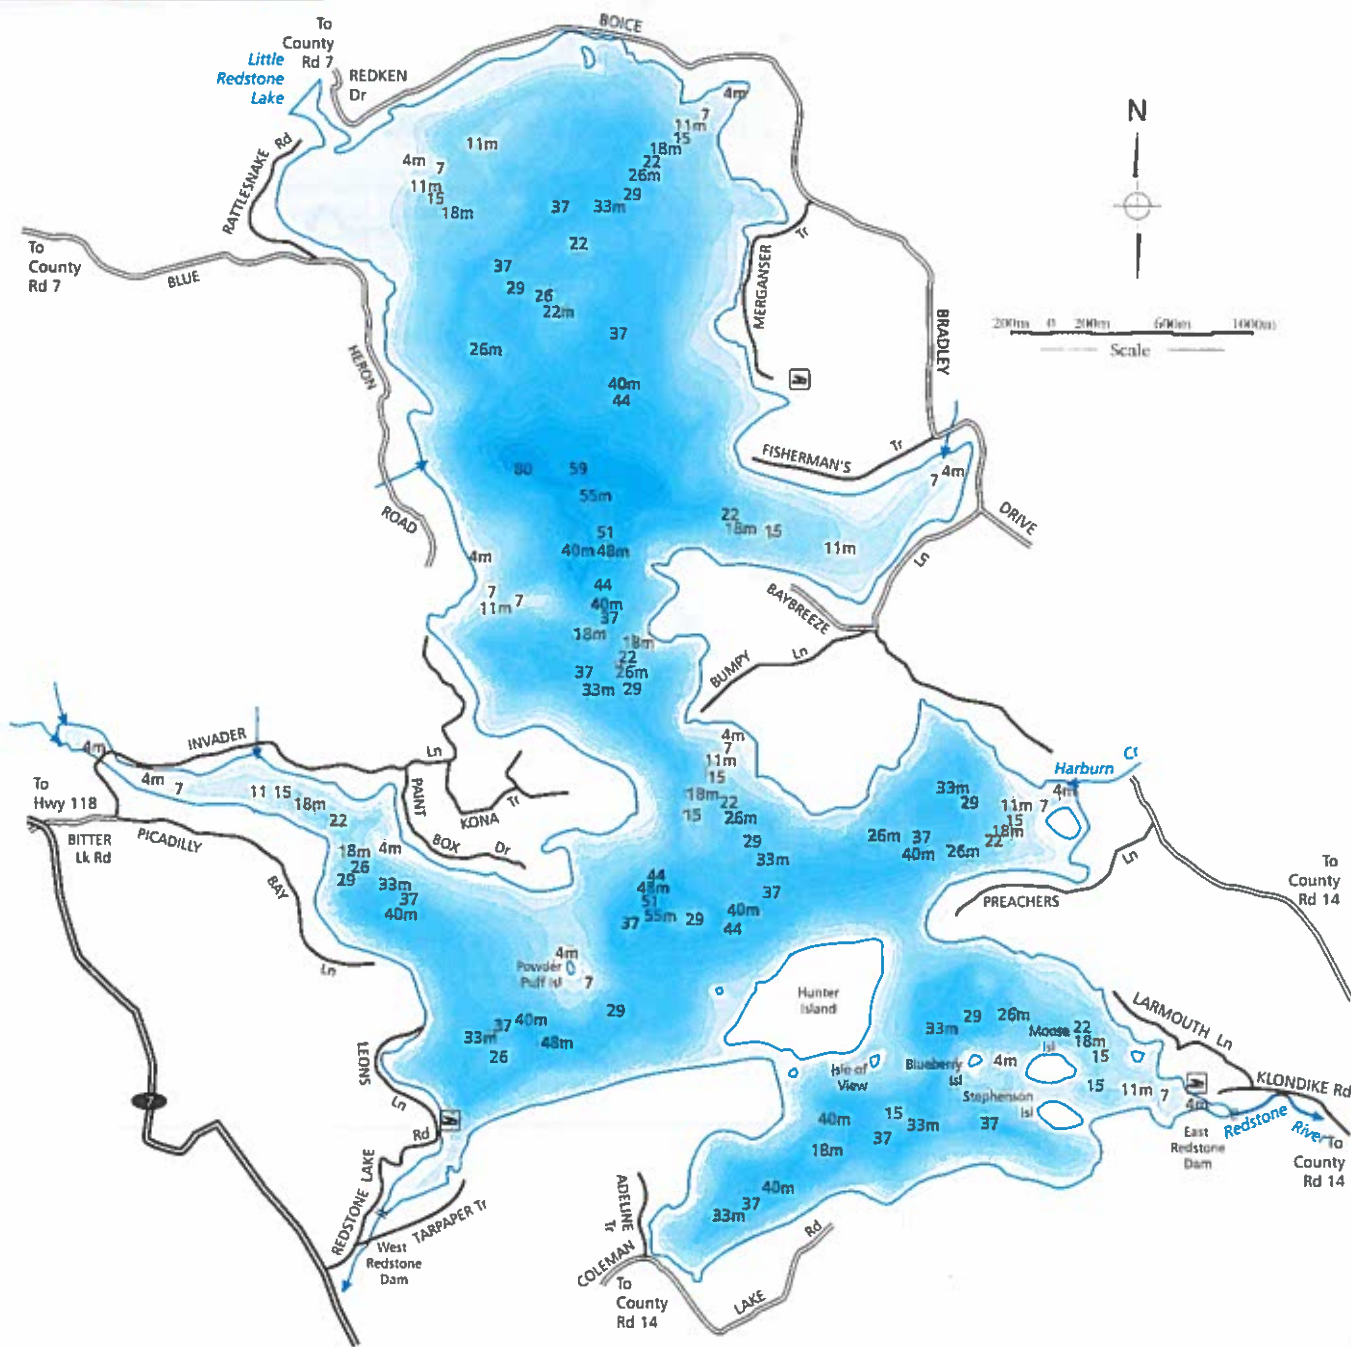 To
County
Rd 7
Little
Redstone
Lake
REDKEN
Dr
BOICE
RATTLESNAKE Rd
To
County
Rd 7
BLUE
HERON
ROAD
4m
7
11m
15
18m
22
26m
29
33m
37
11m
4m
7
11m
15
18m
22
37
29
26
22m
37
26m
40m
44
MERGANSER
Tr
BRADLEY
DRIVE
N
200m 0 200m 600m 1000m
Scale
FISHERMAN'S Tr
4m
7
80
59
55m
22
18m
15
11m
51
40m
48m
4m
7
11m
7
44
40m
37
18m
18m
22
26m
37
33m
29
Ln
BAYBREEZE
BUMPY Ln
4m
7
11m
15
18m
22
15
26m
29
33m
INVADER
Ln
4m
4m
7
11
15
18m
22
18m
4m
26
29
33m
37
40m
PAINT
BOX
Dr
KONA
Tr
To
Hwy 118
BITTER
Lk Rd
PICADILLY
BAY
Ln
Harburn
33m
29
11m
7
4m
15
18m
22
26m
26m
37
40m
PREACHERS
Ln
To
County
Rd 14
44
48m
51
55m
37
29
37
40m
44
4m
Powder
Puff Isl
7
29
40m
37
33m
48m
26
Hunter
Island
Isle of
View
Blueberry
Isl
Moose
Isl
Stephenson
Isl
33m
29
26m
22
18m
15
4m
15
11m
7
4m
LARMOUTH Ln
KLONDIKE Rd
Redstone
River
East
Redstone
Dam
To
County
Rd 14
40m
15
33m
37
37
18m
40m
37
33m
LEONS
Ln
Rd
REDSTONE LAKE
TARPAPER Tr
West
Redstone
Dam
ADELINE
Tr
COLEMAN
LAKE
Rd
To
County
Rd 14